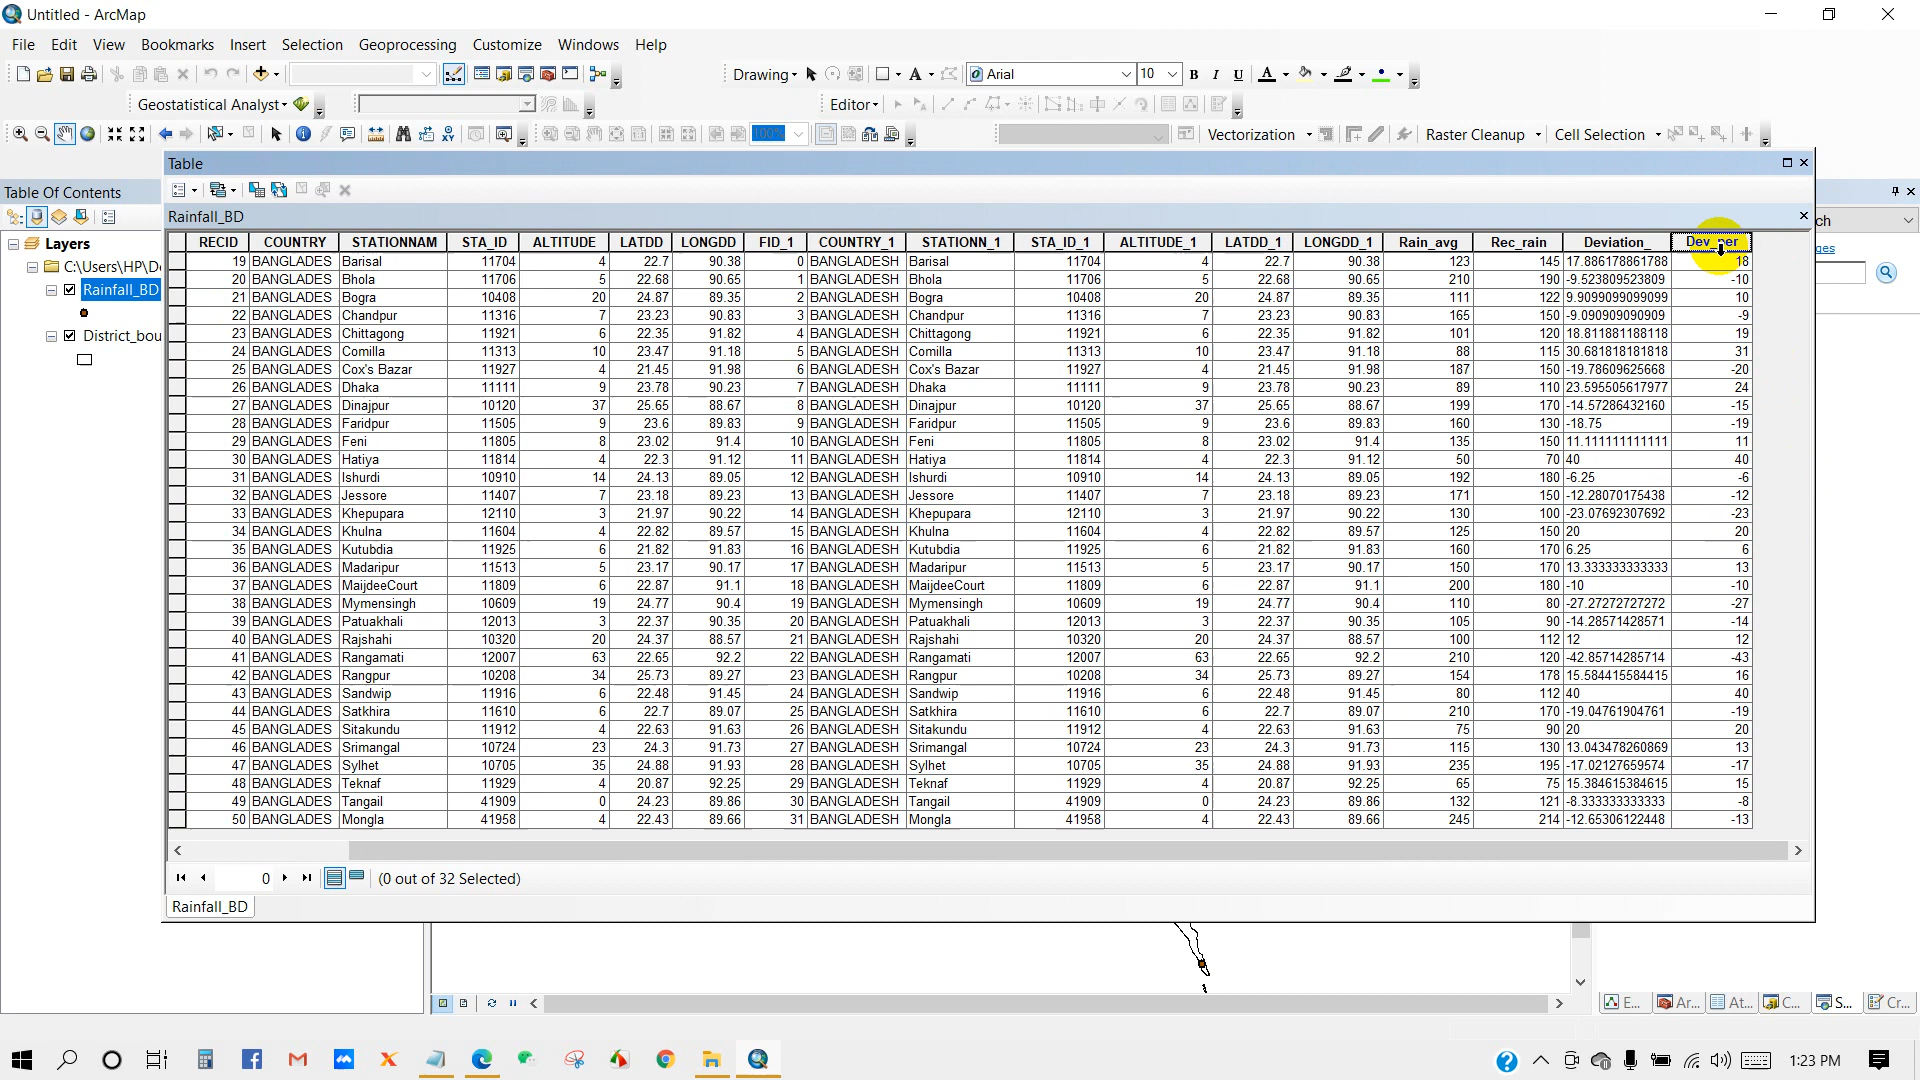 Untitled - ArcMap
File Edit View Bookmarks Insert Selection Geoprocessing Customize Windows Help
Drawing Arial 10 B I U A
Geostatistical Analyst Editor
100% Vectorization Raster Cleanup Cell Selection
Table
Table Of Contents
Rainfall_BD
Layers
C:\Users\HP\De
Rainfall_BD
District_bou
RECID COUNTRY STATIONNAM STA_ID ALTITUDE LATDD LONGDD FID_1 COUNTRY_1 STATIONN_1 STA_ID_1 ALTITUDE_1 LATDD_1 LONGDD_1 Rain_avg Rec_rain Deviation_ Dev_per
19 BANGLADES Barisal 11704 4 22.7 90.38 0 BANGLADESH Barisal 11704 4 22.7 90.38 123 145 17.886178861788 18
20 BANGLADES Bhola 11706 5 22.68 90.65 1 BANGLADESH Bhola 11706 5 22.68 90.65 210 190 -9.523809523809 -10
21 BANGLADES Bogra 10408 20 24.87 89.35 2 BANGLADESH Bogra 10408 20 24.87 89.35 111 122 9.9099099099099 10
22 BANGLADES Chandpur 11316 7 23.23 90.83 3 BANGLADESH Chandpur 11316 7 23.23 90.83 165 150 -9.090909090909 -9
23 BANGLADES Chittagong 11921 6 22.35 91.82 4 BANGLADESH Chittagong 11921 6 22.35 91.82 101 120 18.811881188118 19
24 BANGLADES Comilla 11313 10 23.47 91.18 5 BANGLADESH Comilla 11313 10 23.47 91.18 88 115 30.681818181818 31
25 BANGLADES Cox's Bazar 11927 4 21.45 91.98 6 BANGLADESH Cox's Bazar 11927 4 21.45 91.98 187 150 -19.78609625668 -20
26 BANGLADES Dhaka 11111 9 23.78 90.23 7 BANGLADESH Dhaka 11111 9 23.78 90.23 89 110 23.595505617977 24
27 BANGLADES Dinajpur 10120 37 25.65 88.67 8 BANGLADESH Dinajpur 10120 37 25.65 88.67 199 170 -14.57286432160 -15
28 BANGLADES Faridpur 11505 9 23.6 89.83 9 BANGLADESH Faridpur 11505 9 23.6 89.83 160 130 -18.75 -19
29 BANGLADES Feni 11805 8 23.02 91.4 10 BANGLADESH Feni 11805 8 23.02 91.4 135 150 11.111111111111 11
30 BANGLADES Hatiya 11814 4 22.3 91.12 11 BANGLADESH Hatiya 11814 4 22.3 91.12 50 70 40 40
31 BANGLADES Ishurdi 10910 14 24.13 89.05 12 BANGLADESH Ishurdi 10910 14 24.13 89.05 192 180 -6.25 -6
32 BANGLADES Jessore 11407 7 23.18 89.23 13 BANGLADESH Jessore 11407 7 23.18 89.23 171 150 -12.28070175438 -12
33 BANGLADES Khepupara 12110 3 21.97 90.22 14 BANGLADESH Khepupara 12110 3 21.97 90.22 130 100 -23.07692307692 -23
34 BANGLADES Khulna 11604 4 22.82 89.57 15 BANGLADESH Khulna 11604 4 22.82 89.57 125 150 20 20
35 BANGLADES Kutubdia 11925 6 21.82 91.83 16 BANGLADESH Kutubdia 11925 6 21.82 91.83 160 170 6.25 6
36 BANGLADES Madaripur 11513 5 23.17 90.17 17 BANGLADESH Madaripur 11513 5 23.17 90.17 150 170 13.333333333333 13
37 BANGLADES MaijdeeCourt 11809 6 22.87 91.1 18 BANGLADESH MaijdeeCourt 11809 6 22.87 91.1 200 180 -10 -10
38 BANGLADES Mymensingh 10609 19 24.77 90.4 19 BANGLADESH Mymensingh 10609 19 24.77 90.4 110 80 -27.27272727272 -27
39 BANGLADES Patuakhali 12013 3 22.37 90.35 20 BANGLADESH Patuakhali 12013 3 22.37 90.35 105 90 -14.28571428571 -14
40 BANGLADES Rajshahi 10320 20 24.37 88.57 21 BANGLADESH Rajshahi 10320 20 24.37 88.57 100 112 12 12
41 BANGLADES Rangamati 12007 63 22.65 92.2 22 BANGLADESH Rangamati 12007 63 22.65 92.2 210 120 -42.85714285714 -43
42 BANGLADES Rangpur 10208 34 25.73 89.27 23 BANGLADESH Rangpur 10208 34 25.73 89.27 154 178 15.584415584415 16
43 BANGLADES Sandwip 11916 6 22.48 91.45 24 BANGLADESH Sandwip 11916 6 22.48 91.45 80 112 40 40
44 BANGLADES Satkhira 11610 6 22.7 89.07 25 BANGLADESH Satkhira 11610 6 22.7 89.07 210 170 -19.04761904761 -19
45 BANGLADES Sitakundu 11912 4 22.63 91.63 26 BANGLADESH Sitakundu 11912 4 22.63 91.63 75 90 20 20
46 BANGLADES Srimangal 10724 23 24.3 91.73 27 BANGLADESH Srimangal 10724 23 24.3 91.73 115 130 13.043478260869 13
47 BANGLADES Sylhet 10705 35 24.88 91.93 28 BANGLADESH Sylhet 10705 35 24.88 91.93 235 195 -17.02127659574 -17
48 BANGLADES Teknaf 11929 4 20.87 92.25 29 BANGLADESH Teknaf 11929 4 20.87 92.25 65 75 15.384615384615 15
49 BANGLADES Tangail 41909 0 24.23 89.86 30 BANGLADESH Tangail 41909 0 24.23 89.86 132 121 -8.333333333333 -8
50 BANGLADES Mongla 41958 4 22.43 89.66 31 BANGLADESH Mongla 41958 4 22.43 89.66 245 214 -12.65306122448 -13
ch
ges
0 (0 out of 32 Selected)
Rainfall_BD
E... Ar... At... C... S... Cr...
1:23 PM